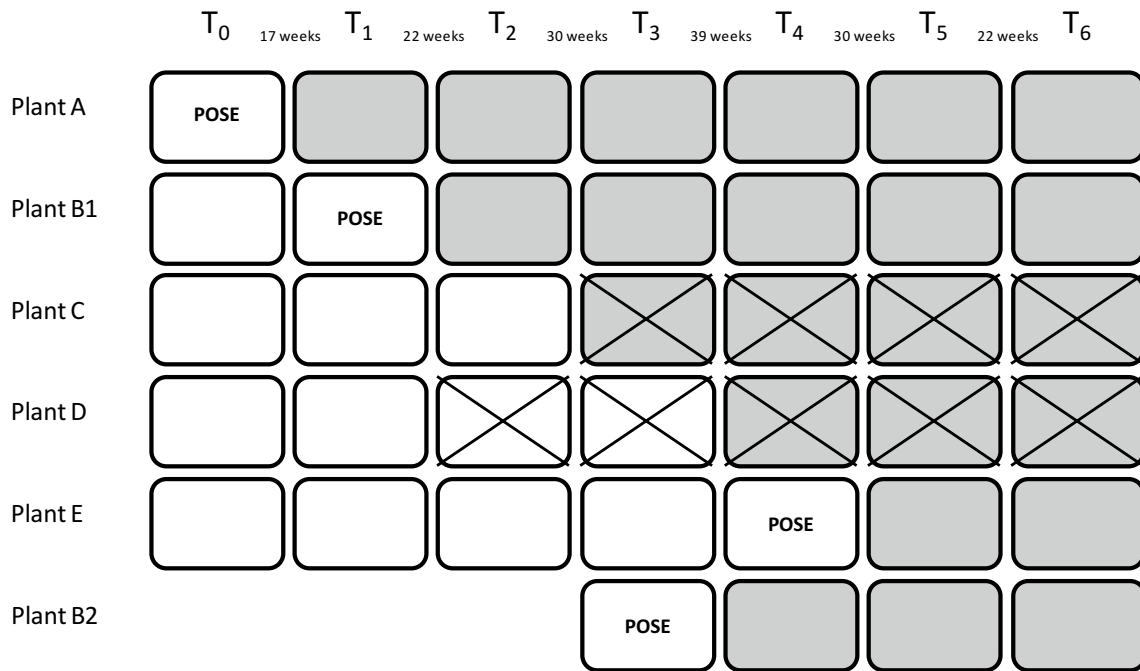 T₀ 17 weeks T₁ 22 weeks T₂ 30 weeks T₃ 39 weeks T₄ 30 weeks T₅ 22 weeks T₆
Plant A POSE
Plant B1 POSE
Plant C
Plant D
Plant E POSE
Plant B2 POSE